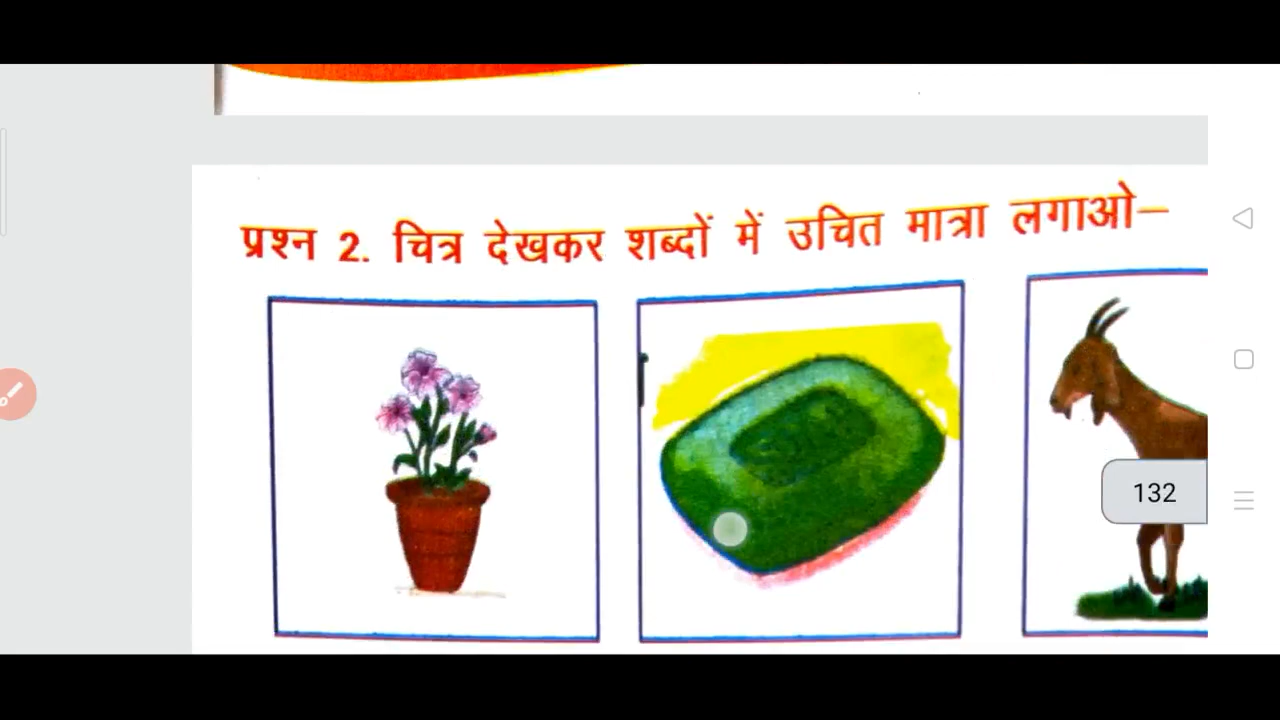 प्रश्न 2. चित्र देखकर शब्दों में उचित मात्रा लगाओ–
132